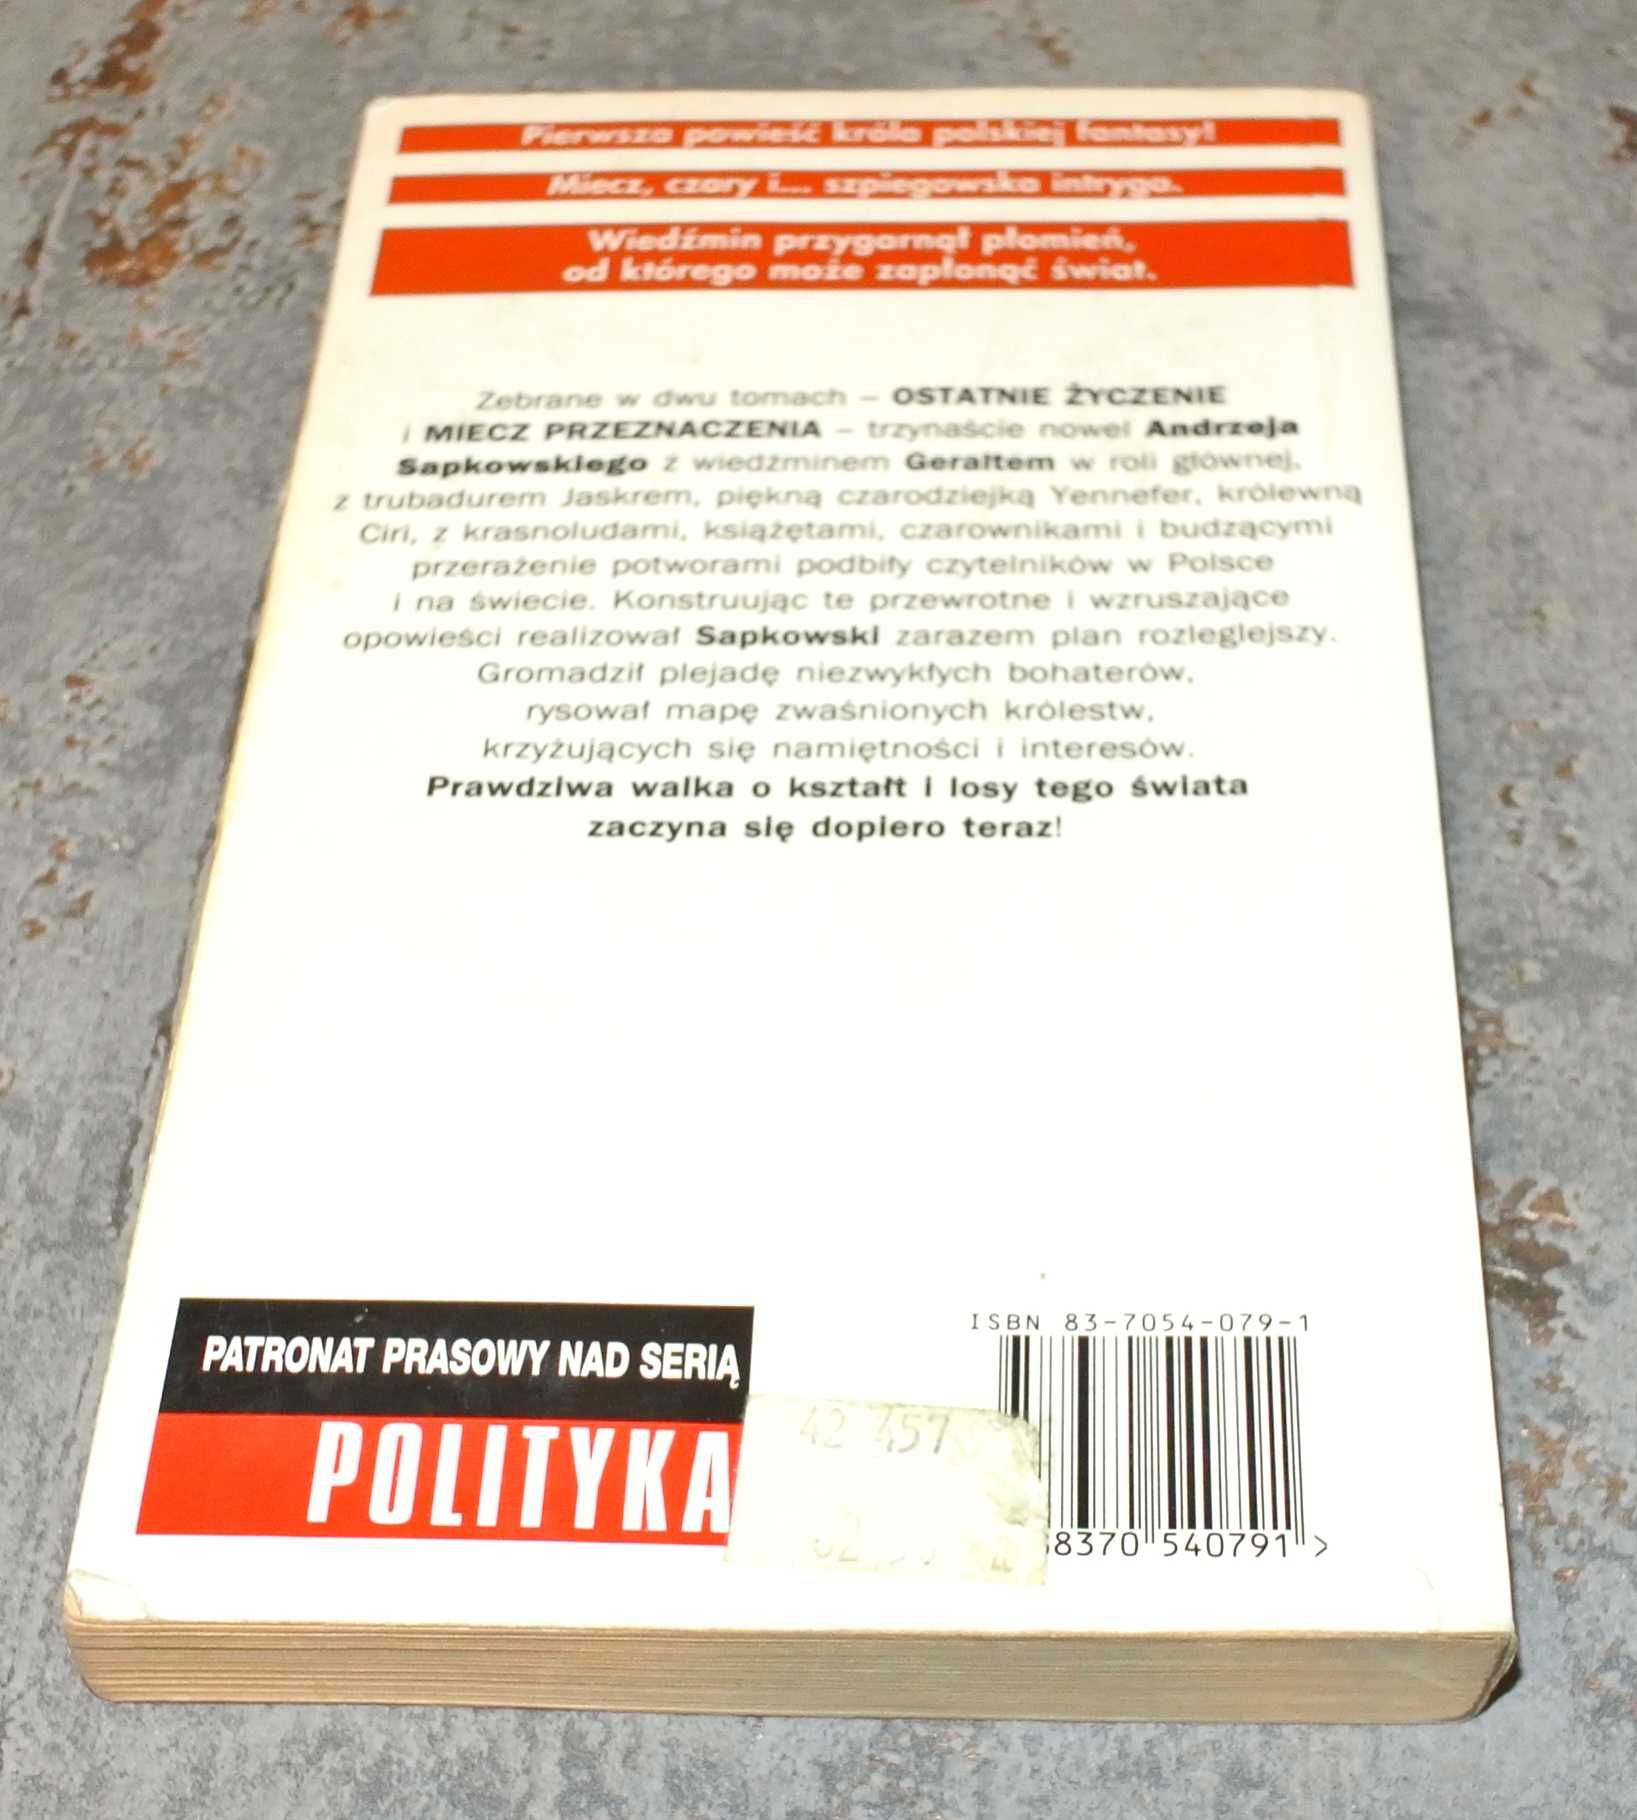 Pierwsza powieść króla polskiej fantasy!
Miecz, czary i... szpiegowska intryga.
Wiedźmin przygarnął płomień,
od którego może zapłonąć świat.
Zebrane w dwu tomach – OSTATNIE ŻYCZENIE
i MIECZ PRZEZNACZENIA – trzynaście nowel Andrzeja
Sapkowskiego z wiedźminem Geraltem w roli głównej,
z trubadurem Jaskrem, piękną czarodziejką Yennefer, królewną
Ciri, z krasnoludami, książętami, czarownikami i budzącymi
przerażenie potworami podbiły czytelników w Polsce
i na świecie. Konstruując te przewrotne i wzruszające
opowieści realizował Sapkowski zarazem plan rozleglejszy.
Gromadził plejadę niezwykłych bohaterów,
rysował mapę zwaśnionych królestw,
krzyżujących się namiętności i interesów.
Prawdziwa walka o kształt i losy tego świata
zaczyna się dopiero teraz!
PATRONAT PRASOWY NAD SERIĄ
POLITYKA
ISBN 83-7054-079-1
42 457
8370 540791 >